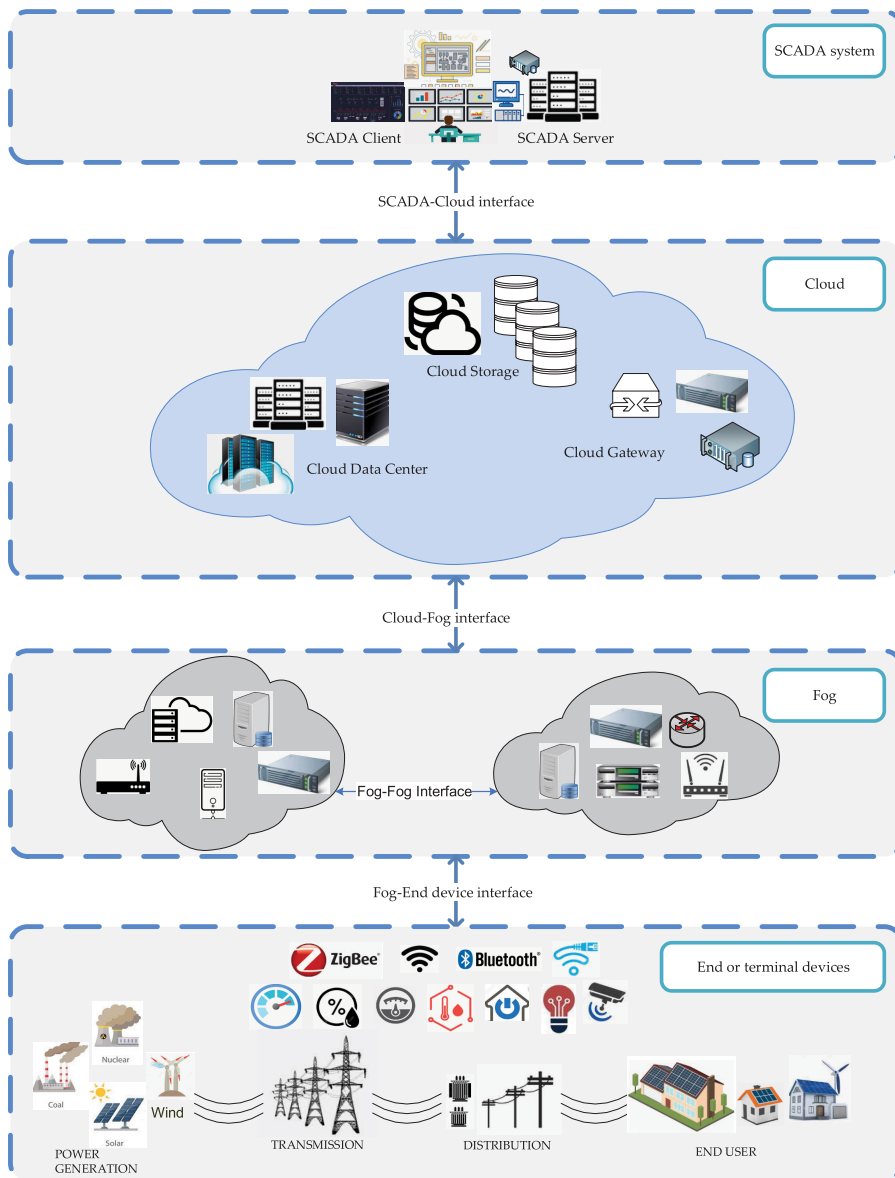 SCADA system
SCADA Client
SCADA Server
SCADA-Cloud interface
Cloud
Cloud Storage
Cloud Gateway
Cloud Data Center
Cloud-Fog interface
Fog
Fog-Fog Interface
Fog-End device interface
End or terminal devices
ZigBee®
Bluetooth®
%
Nuclear
Coal
Wind
Solar
POWER
GENERATION
TRANSMISSION
DISTRIBUTION
END USER